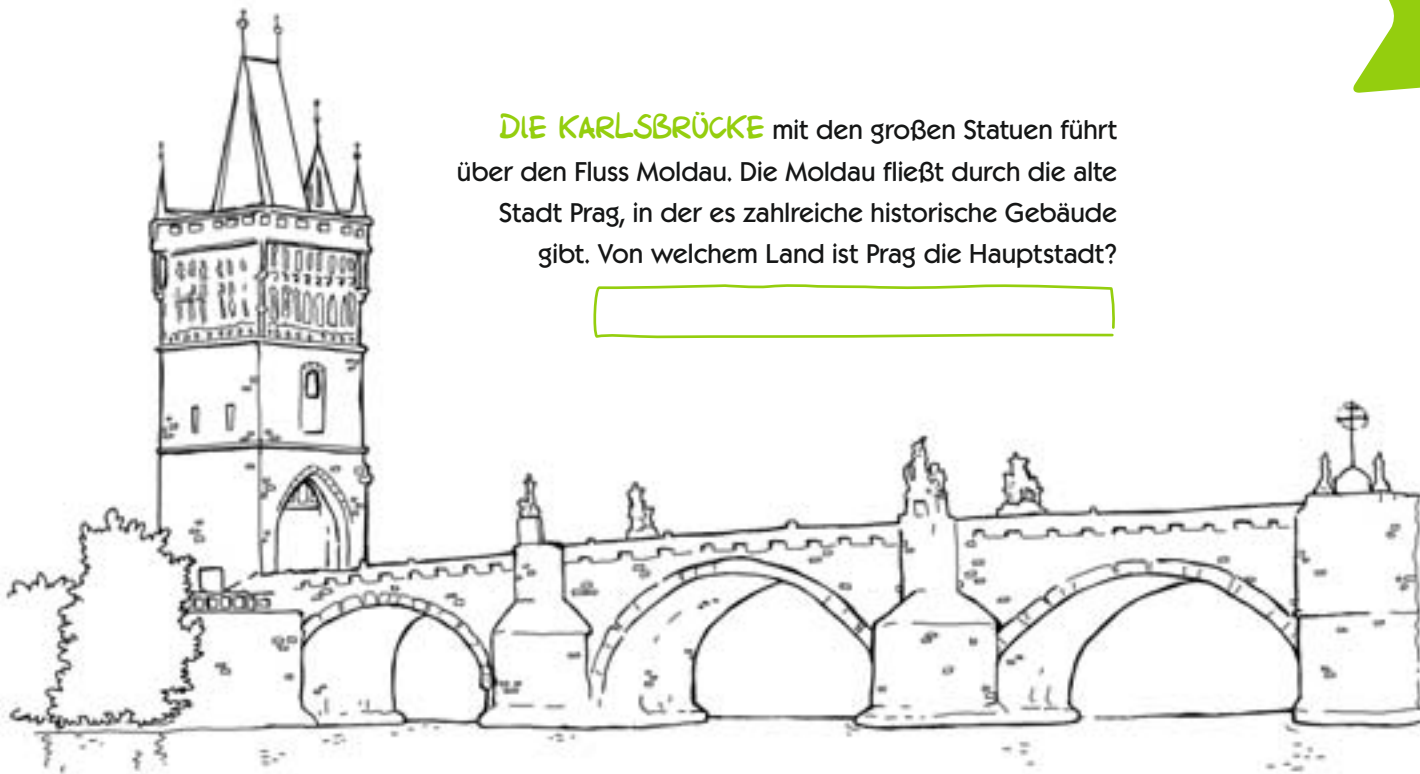 DIE KARLSBRÜCKE mit den großen Statuen führt
über den Fluss Moldau. Die Moldau fließt durch die alte
Stadt Prag, in der es zahlreiche historische Gebäude
gibt. Von welchem Land ist Prag die Hauptstadt?